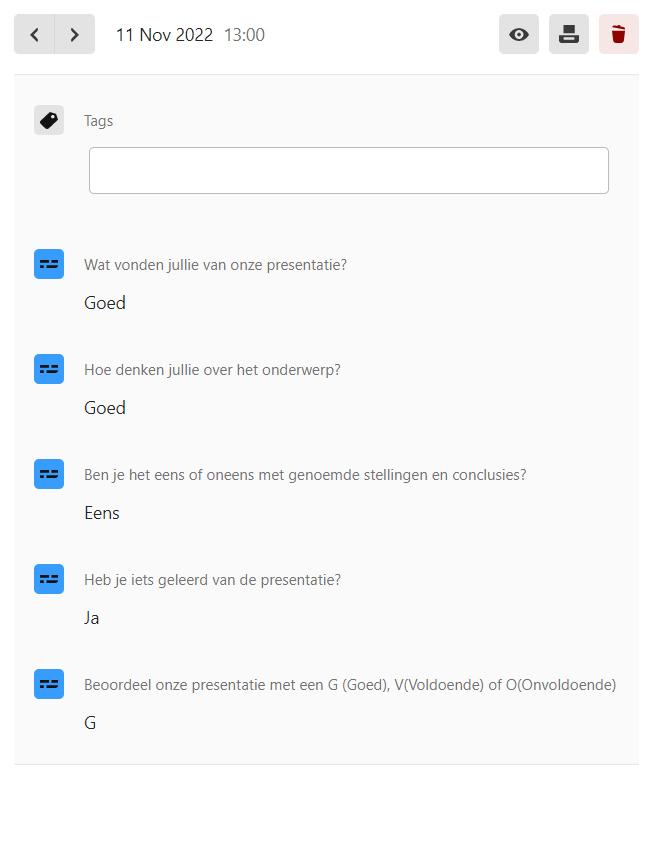 11 Nov 2022 13:00
Tags
Wat vonden jullie van onze presentatie?
Goed
Hoe denken jullie over het onderwerp?
Goed
Ben je het eens of oneens met genoemde stellingen en conclusies?
Eens
Heb je iets geleerd van de presentatie?
Ja
Beoordeel onze presentatie met een G (Goed), V(Voldoende) of O(Onvoldoende)
G